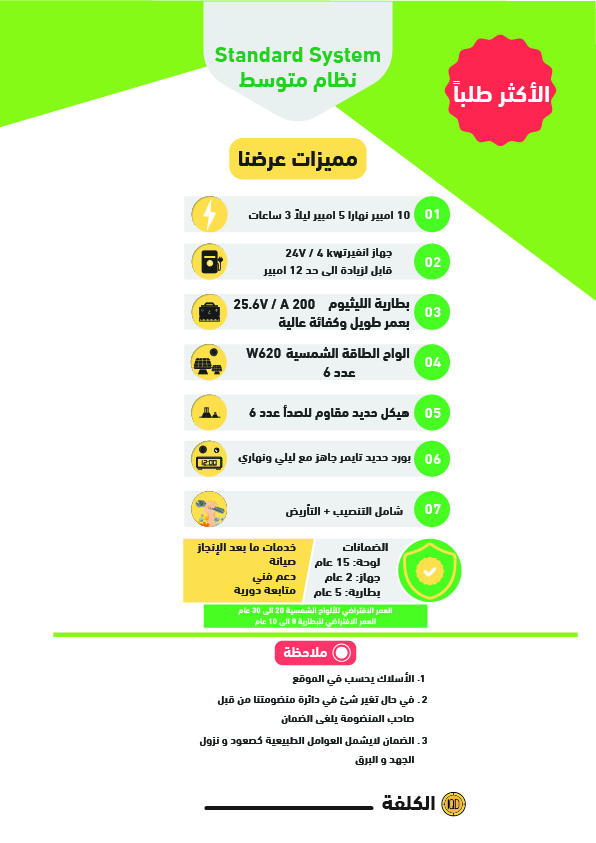 Standard System
نظام متوسط
الأكثر طلباً
مميزات عرضنا
01
10 امبير نهارا 5 امبير ليلاً 3 ساعات
02
جهاز انفيرتر 24V / 4 kw
قابل لزيادة الى حد 12 امبير
03
بطارية الليثيوم 25.6V / A 200
بعمر طويل وكفائة عالية
04
الواح الطاقة الشمسية W620
عدد 6
05
هيكل حديد مقاوم للصدأ عدد 6
06
بورد حديد تايمر جاهز مع ليلي ونهاري
12:00
07
شامل التنصيب + التأريض
الضمانات
لوحة: 15 عام
جهاز: 2 عام
بطارية: 5 عام
خدمات ما بعد الإنجاز
صيانة
دعم فني
متابعة دورية
العمر الافتراضي للألواح الشمسية 20 الى 30 عام
العمر الافتراضي للبطارية 8 الى 10 عام
ملاحظة
1- الأسلاك يحسب في الموقع
2. في حال تغير شئ في دائرة منضومتنا من قبل
صاحب المنضومة يلغى الضمان
3. الضمان لايشمل العوامل الطبيعية كصعود و نزول
الجهد و البرق
الكلفة
IQD